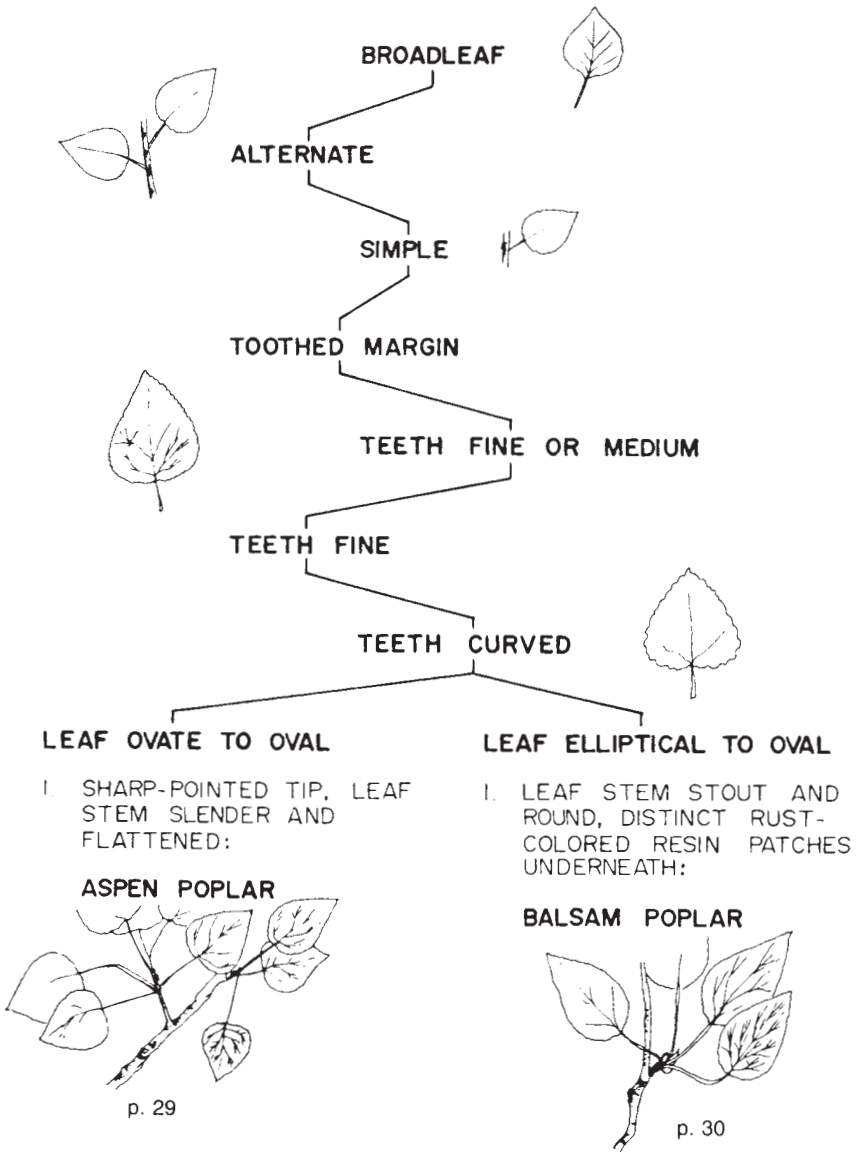 BROADLEAF
ALTERNATE
SIMPLE
TOOTHED MARGIN
TEETH FINE OR MEDIUM
TEETH FINE
TEETH CURVED
LEAF OVATE TO OVAL
1. SHARP-POINTED TIP, LEAF
STEM SLENDER AND
FLATTENED:
ASPEN POPLAR
p. 29
LEAF ELLIPTICAL TO OVAL
1. LEAF STEM STOUT AND
ROUND, DISTINCT RUST-
COLORED RESIN PATCHES
UNDERNEATH:
BALSAM POPLAR
p. 30